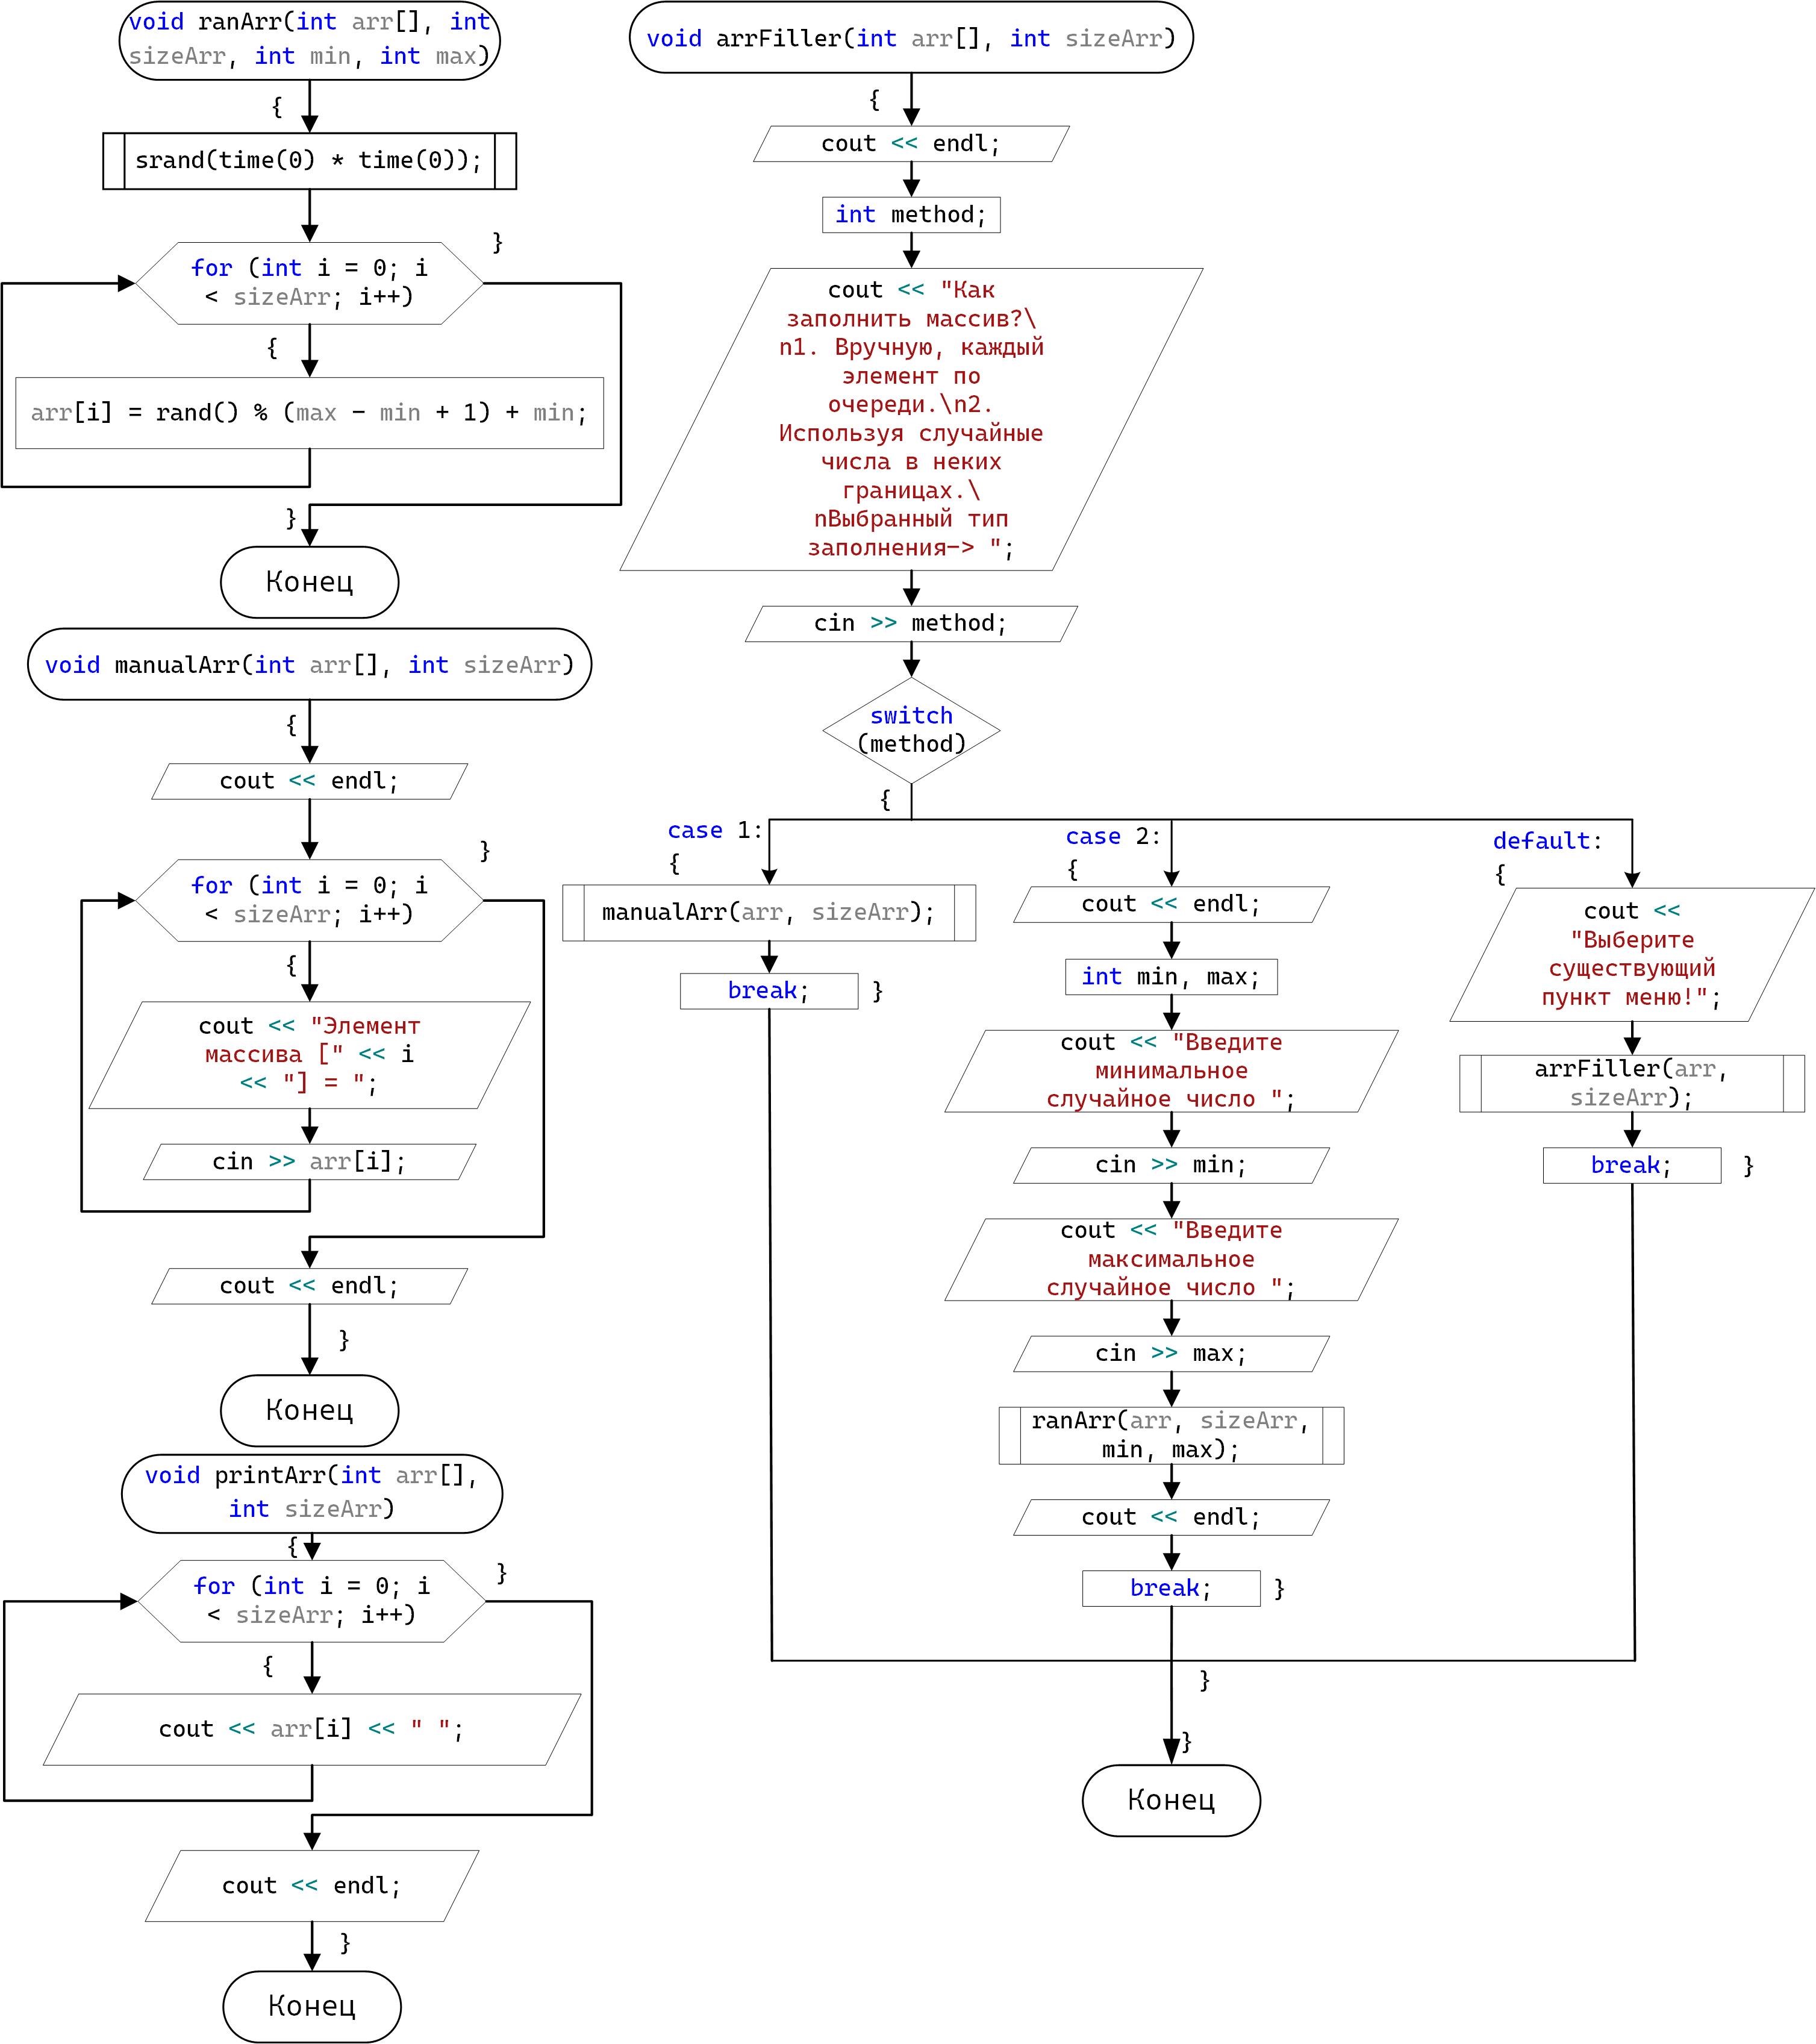 void ranArr(int arr[], int
sizeArr, int min, int max)
{
srand(time(0) * time(0));
for (int i = 0; i
< sizeArr; i++)
}
{
arr[i] = rand() % (max - min + 1) + min;
}
Конец
void manualArr(int arr[], int sizeArr)
{
cout << endl;
for (int i = 0; i
< sizeArr; i++)
}
{
cout << "Элемент
массива [" << i
<< "] = ";
cin >> arr[i];
cout << endl;
}
Конец
void printArr(int arr[],
int sizeArr)
{
for (int i = 0; i
< sizeArr; i++)
}
{
cout << arr[i] << " ";
cout << endl;
}
Конец
void arrFiller(int arr[], int sizeArr)
{
cout << endl;
int method;
cout << "Как
заполнить массив?\
n1. Вручную, каждый
элемент по
очереди.\n2.
Используя случайные
числа в неких
границах.\
nВыбранный тип
заполнения-> ";
cin >> method;
switch
(method)
{
case 1:
{
manualArr(arr, sizeArr);
break;
}
case 2:
{
cout << endl;
int min, max;
cout << "Введите
минимальное
случайное число ";
cin >> min;
cout << "Введите
максимальное
случайное число ";
cin >> max;
ranArr(arr, sizeArr,
min, max);
cout << endl;
break;
}
default:
{
cout <<
"Выберите
существующий
пункт меню!";
arrFiller(arr,
sizeArr);
break;
}
}
}
Конец